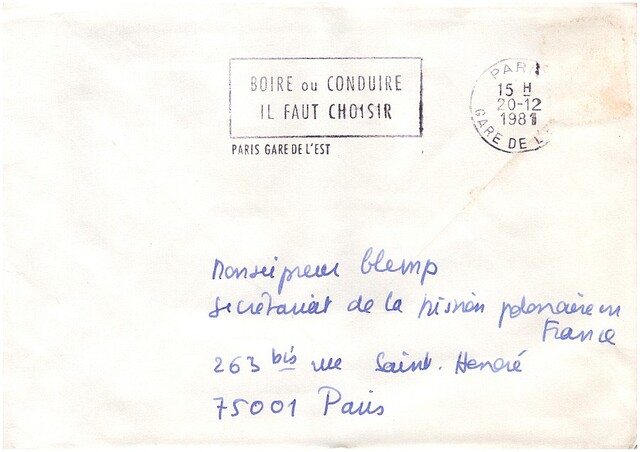 BOIRE ou CONDUIRE
IL FAUT CHOISIR
PARIS GARE DE L'EST
PARI
15 H
20-12
1981
GARE DE L'
Monseigneur Glemp
Secrétariat de la Mission polonaise en
France
263 bis rue Saint. Honoré
75001 Paris